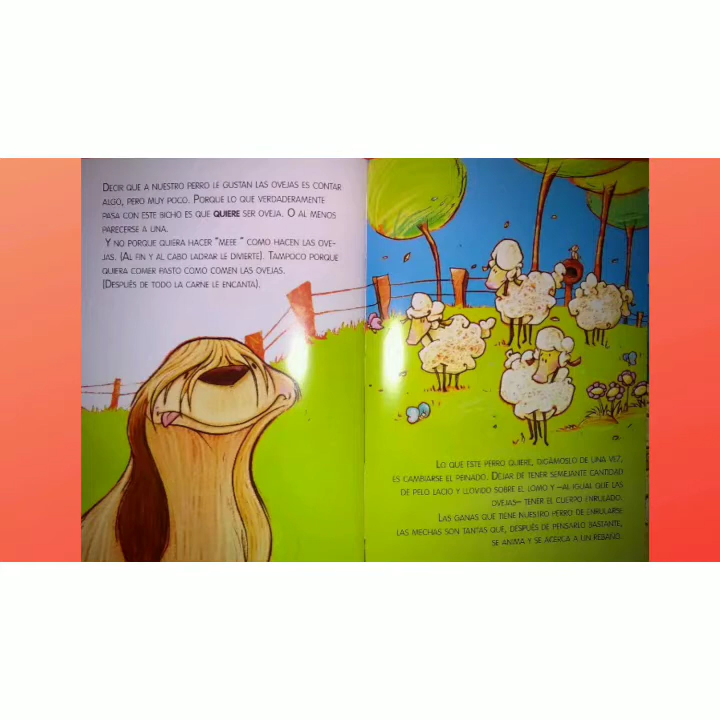 DECIR QUE A NUESTRO PERRO LE GUSTAN LAS OVEJAS ES CONTAR
ALGO, PERO MUY POCO. PORQUE LO QUE VERDADERAMENTE
PASA CON ESTE BICHO ES QUE QUIERE SER OVEJA. O AL MENOS
PARECERSE A UNA.
Y NO PORQUE QUIERA HACER "MEEE." COMO HACEN LAS OVE-
JAS. (AL FIN Y AL CABO LADRAR LE DIVIERTE). TAMPOCO PORQUE
QUIERA COMER PASTO COMO COMEN LAS OVEJAS.
(DESPUÉS DE TODO LA CARNE LE ENCANTA).
LO QUE ESTE PERRO QUIERE, DIGÁMOSLO DE UNA VEZ,
ES CAMBIARSE EL PEINADO. DEJAR DE TENER SEMEJANTE CANTIDAD
DE PELO LACIO Y LLOVIDO SOBRE EL LOMO Y –AL IGUAL QUE LAS
OVEJAS– TENER EL CUERPO ENRULADO.
LAS GANAS QUE TIENE NUESTRO PERRO DE ENRULARSE
LAS MECHAS SON TANTAS QUE, DESPUÉS DE PENSARLO BASTANTE,
SE ANIMA Y SE ACERCA A UN REBAÑO.